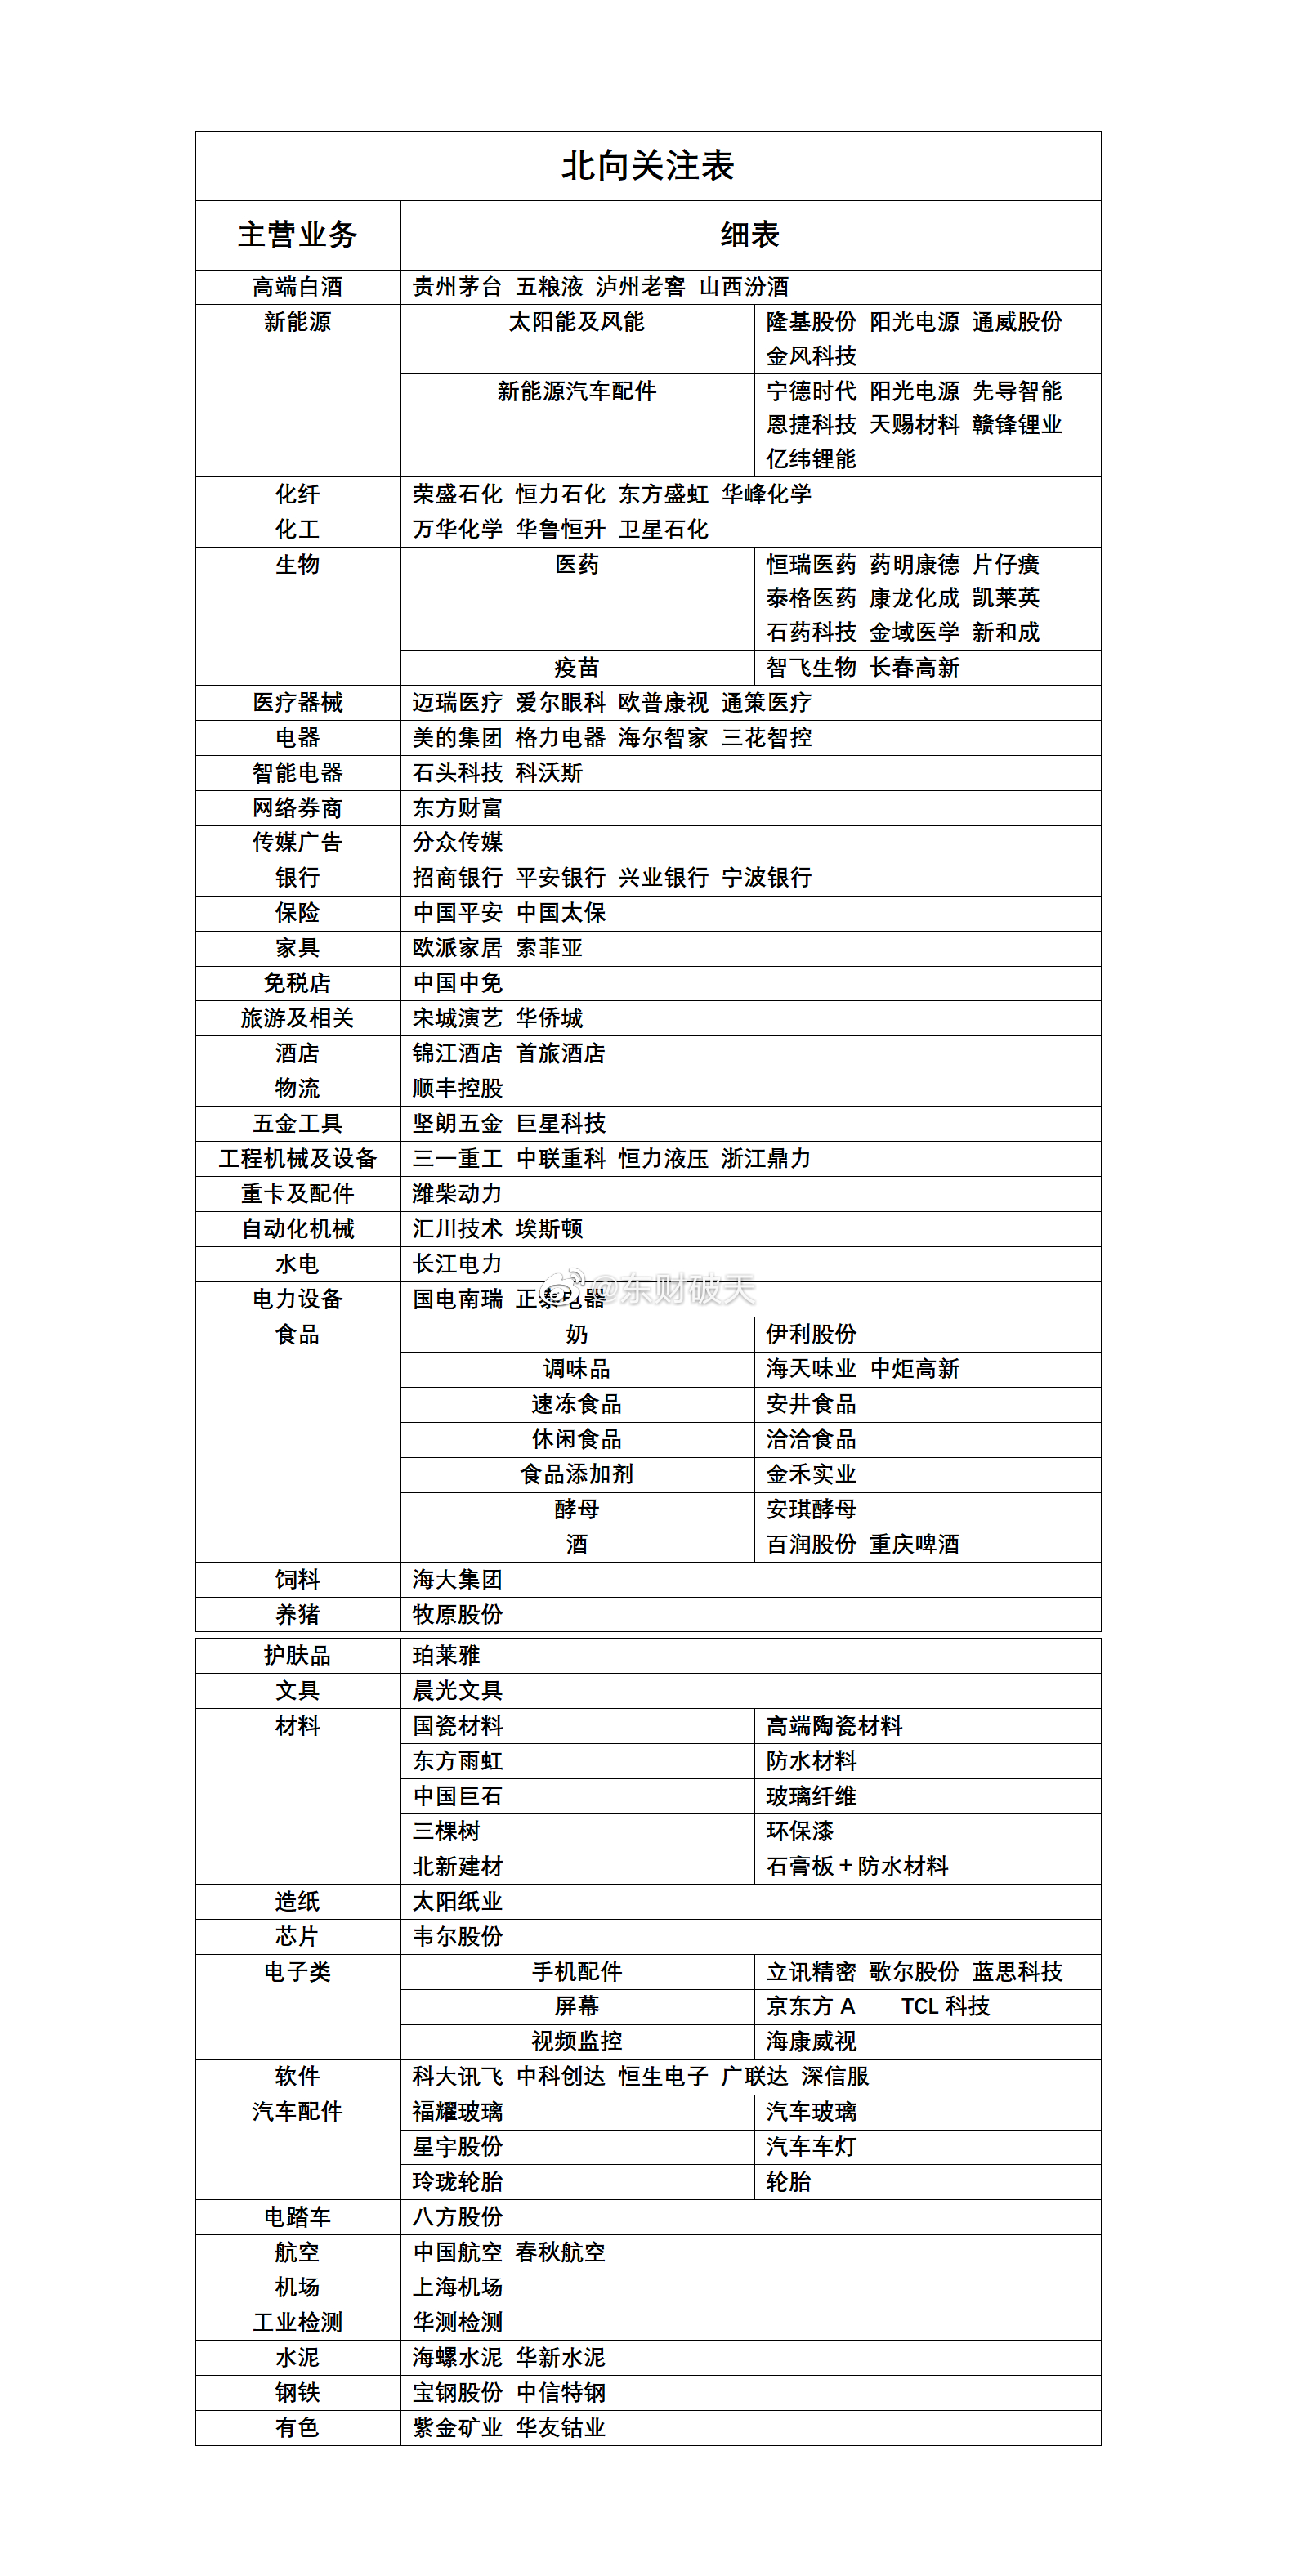 北向关注表
主营业务 细表
高端白酒 贵州茅台 五粮液 泸州老窖 山西汾酒
新能源 太阳能及风能 隆基股份 阳光电源 通威股份
金风科技
新能源汽车配件 宁德时代 阳光电源 先导智能
恩捷科技 天赐材料 赣锋锂业
亿纬锂能
化纤 荣盛石化 恒力石化 东方盛虹 华峰化学
化工 万华化学 华鲁恒升 卫星石化
生物 医药 恒瑞医药 药明康德 片仔癀
泰格医药 康龙化成 凯莱英
石药科技 金域医学 新和成
疫苗 智飞生物 长春高新
医疗器械 迈瑞医疗 爱尔眼科 欧普康视 通策医疗
电器 美的集团 格力电器 海尔智家 三花智控
智能电器 石头科技 科沃斯
网络券商 东方财富
传媒广告 分众传媒
银行 招商银行 平安银行 兴业银行 宁波银行
保险 中国平安 中国太保
家具 欧派家居 索菲亚
免税店 中国中免
旅游及相关 宋城演艺 华侨城
酒店 锦江酒店 首旅酒店
物流 顺丰控股
五金工具 坚朗五金 巨星科技
工程机械及设备 三一重工 中联重科 恒力液压 浙江鼎力
重卡及配件 潍柴动力
自动化机械 汇川技术 埃斯顿
水电 长江电力
@东财破天
电力设备 国电南瑞 正泰电器
食品 奶 伊利股份
调味品 海天味业 中炬高新
速冻食品 安井食品
休闲食品 洽洽食品
食品添加剂 金禾实业
酵母 安琪酵母
酒 百润股份 重庆啤酒
饲料 海大集团
养猪 牧原股份
护肤品 珀莱雅
文具 晨光文具
材料 国瓷材料 高端陶瓷材料
东方雨虹 防水材料
中国巨石 玻璃纤维
三棵树 环保漆
北新建材 石膏板+防水材料
造纸 太阳纸业
芯片 韦尔股份
电子类 手机配件 立讯精密 歌尔股份 蓝思科技
屏幕 京东方 A TCL 科技
视频监控 海康威视
软件 科大讯飞 中科创达 恒生电子 广联达 深信服
汽车配件 福耀玻璃 汽车玻璃
星宇股份 汽车车灯
玲珑轮胎 轮胎
电踏车 八方股份
航空 中国航空 春秋航空
机场 上海机场
工业检测 华测检测
水泥 海螺水泥 华新水泥
钢铁 宝钢股份 中信特钢
有色 紫金矿业 华友钴业